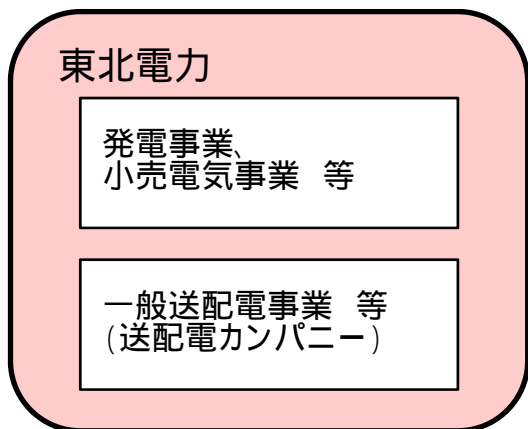 東北電力
発電事業、
小売電気事業 等
一般送配電事業 等
(送配電カンパニー)